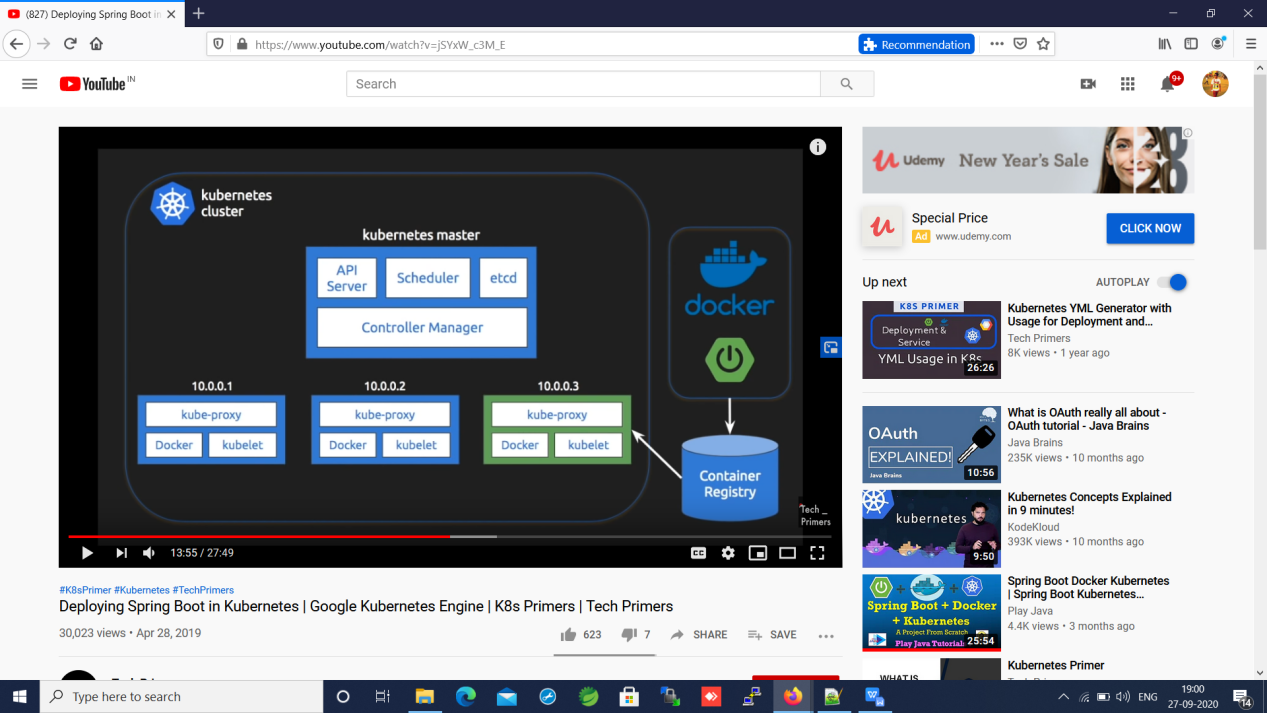 (827) Deploying Spring Boot in
https://www.youtube.com/watch?v=jSYxW_c3M_E
Recommendation
YouTube IN
Search
9+
kubernetes
cluster
kubernetes master
API
Server
Scheduler
etcd
Controller Manager
10.0.0.1
10.0.0.2
10.0.0.3
kube-proxy
kube-proxy
kube-proxy
Docker
kubelet
Docker
kubelet
Docker
kubelet
docker
Container
Registry
Tech _
Primers
13:55 / 27:49
CC
#K8sPrimer #Kubernetes #TechPrimers
Deploying Spring Boot in Kubernetes | Google Kubernetes Engine | K8s Primers | Tech Primers
30,023 views • Apr 28, 2019
623
7
SHARE
SAVE
Udemy
New Year's Sale
Special Price
Ad www.udemy.com
CLICK NOW
Up next
AUTOPLAY
K8S PRIMER
Deployment &
Service
YML Usage in K8s
26:26
Kubernetes YML Generator with
Usage for Deployment and...
Tech Primers
8K views • 1 year ago
OAuth
EXPLAINED!
Java Brains
10:56
What is OAuth really all about -
OAuth tutorial - Java Brains
Java Brains
235K views • 10 months ago
kubernetes
9:50
Kubernetes Concepts Explained
in 9 minutes!
KodeKloud
393K views • 10 months ago
Spring Boot + Docker
+ Kubernetes
A Project From Scratch
Play Java Tutorial
25:54
Spring Boot Docker Kubernetes
| Spring Boot Kubernetes...
Play Java
4.4K views • 3 months ago
WHAT IS
Kubernetes Primer
Type here to search
ENG
19:00
27-09-2020
14